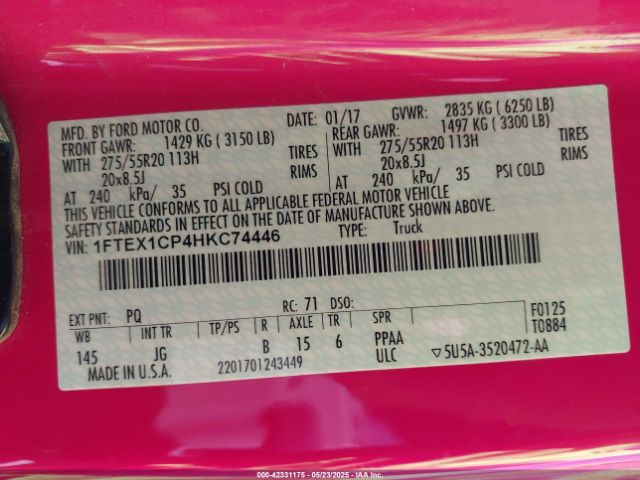 MFD. BY FORD MOTOR CO. DATE: 01/17 GVWR: 2835 KG ( 6250 LB)
FRONT GAWR: 1429 KG ( 3150 LB) REAR GAWR: 1497 KG ( 3300 LB)
WITH 275/55R20 113H TIRES WITH 275/55R20 113H TIRES
20x8.5J RIMS 20x8.5J RIMS
AT 240 kPa/ 35 PSI COLD AT 240 kPa/ 35 PSI COLD
THIS VEHICLE CONFORMS TO ALL APPLICABLE FEDERAL MOTOR VEHICLE
SAFETY STANDARDS IN EFFECT ON THE DATE OF MANUFACTURE SHOWN ABOVE.
VIN: 1FTEX1CP4HKC74446 TYPE: Truck
EXT PNT: PQ RC: 71 DSO: F0125
WB INT TR TP/PS R AXLE TR SPR T0884
145 JG B 15 6 PPAA
MADE IN U.S.A. 2201701243449 ULC ▽5U5A-3520472-AA
000-42331175 - 05/23/2025 - IAA, Inc.